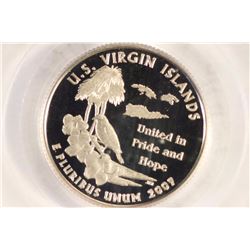 U.S. VIRGIN ISLANDS
United in
Pride and
Hope
E PLURIBUS UNUM 2009